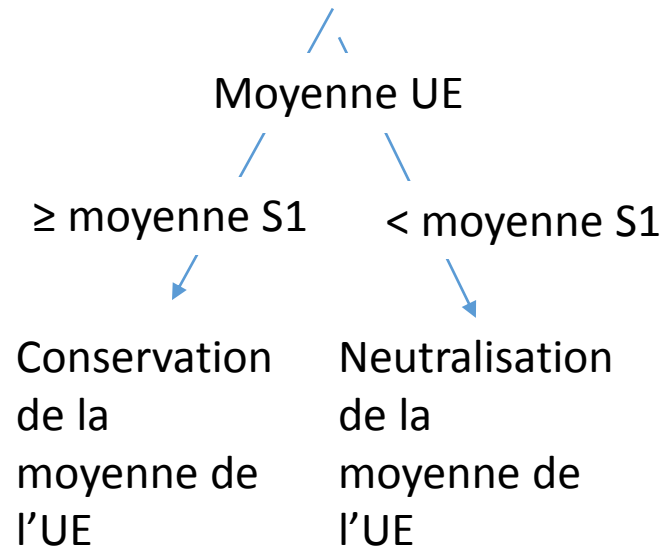 Moyenne UE
≥ moyenne S1
< moyenne S1
Conservation
de la
moyenne de
l’UE
Neutralisation
de la
moyenne de
l’UE